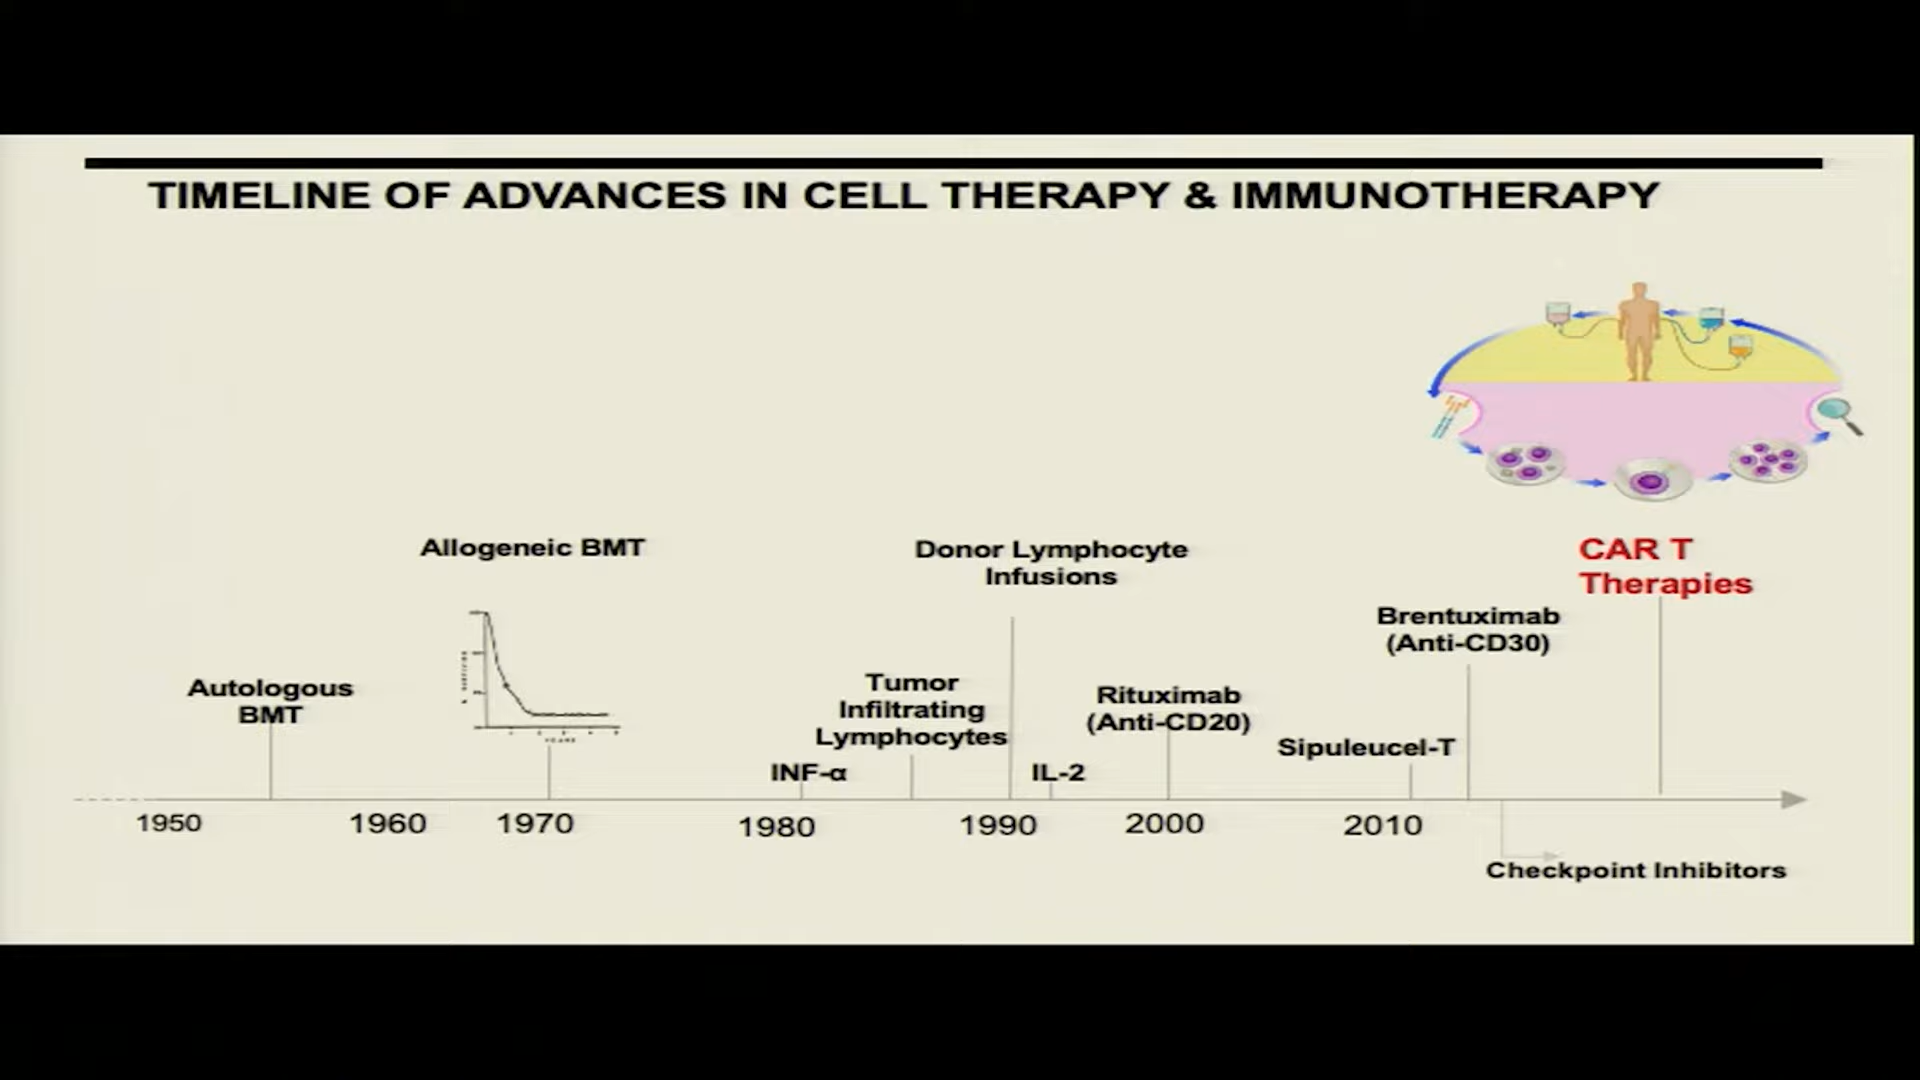 TIMELINE OF ADVANCES IN CELL THERAPY & IMMUNOTHERAPY
Allogeneic BMT
Donor Lymphocyte
Infusions
CAR T
Therapies
Brentuximab
(Anti-CD30)
Autologous
BMT
Tumor
Infiltrating
Lymphocytes
Rituximab
(Anti-CD20)
Sipuleucel-T
INF-α
IL-2
1950
1960
1970
1980
1990
2000
2010
Checkpoint Inhibitors